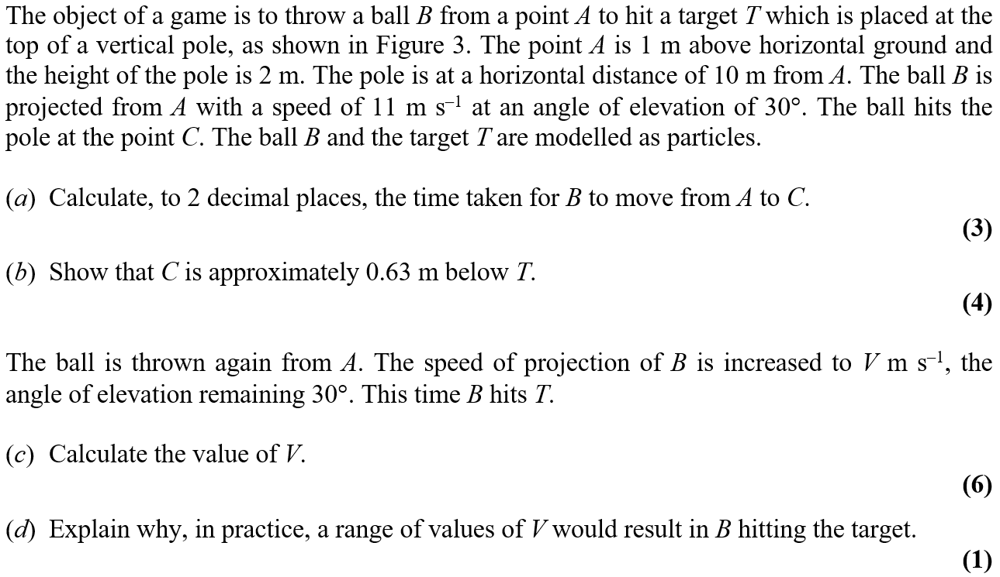 The object of a game is to throw a ball B from a point A to hit a target T which is placed at the
top of a vertical pole, as shown in Figure 3. The point A is 1 m above horizontal ground and
the height of the pole is 2 m. The pole is at a horizontal distance of 10 m from A. The ball B is
projected from A with a speed of 11 m s⁻¹ at an angle of elevation of 30°. The ball hits the
pole at the point C. The ball B and the target T are modelled as particles.
(a) Calculate, to 2 decimal places, the time taken for B to move from A to C.
(3)
(b) Show that C is approximately 0.63 m below T.
(4)
The ball is thrown again from A. The speed of projection of B is increased to V m s⁻¹, the
angle of elevation remaining 30°. This time B hits T.
(c) Calculate the value of V.
(6)
(d) Explain why, in practice, a range of values of V would result in B hitting the target.
(1)